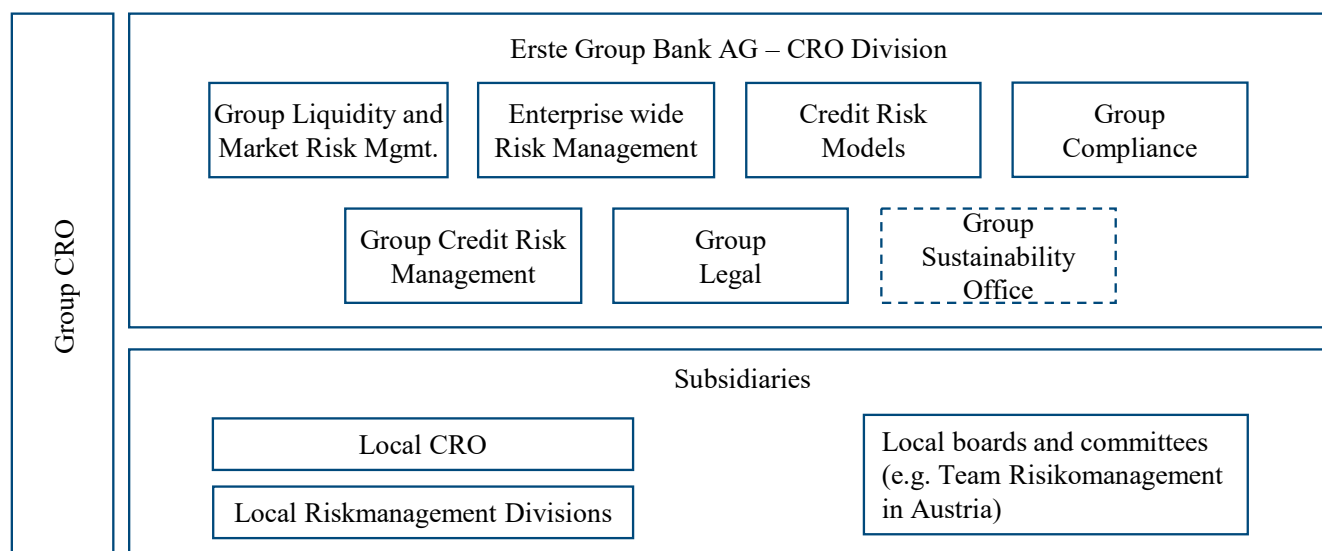 Group CRO
Erste Group Bank AG – CRO Division
Group Liquidity and
Market Risk Mgmt.
Enterprise wide
Risk Management
Credit Risk
Models
Group
Compliance
Group Credit Risk
Management
Group
Legal
Group
Sustainability
Office
Subsidiaries
Local CRO
Local Riskmanagement Divisions
Local boards and committees
(e.g. Team Risikomanagement
in Austria)